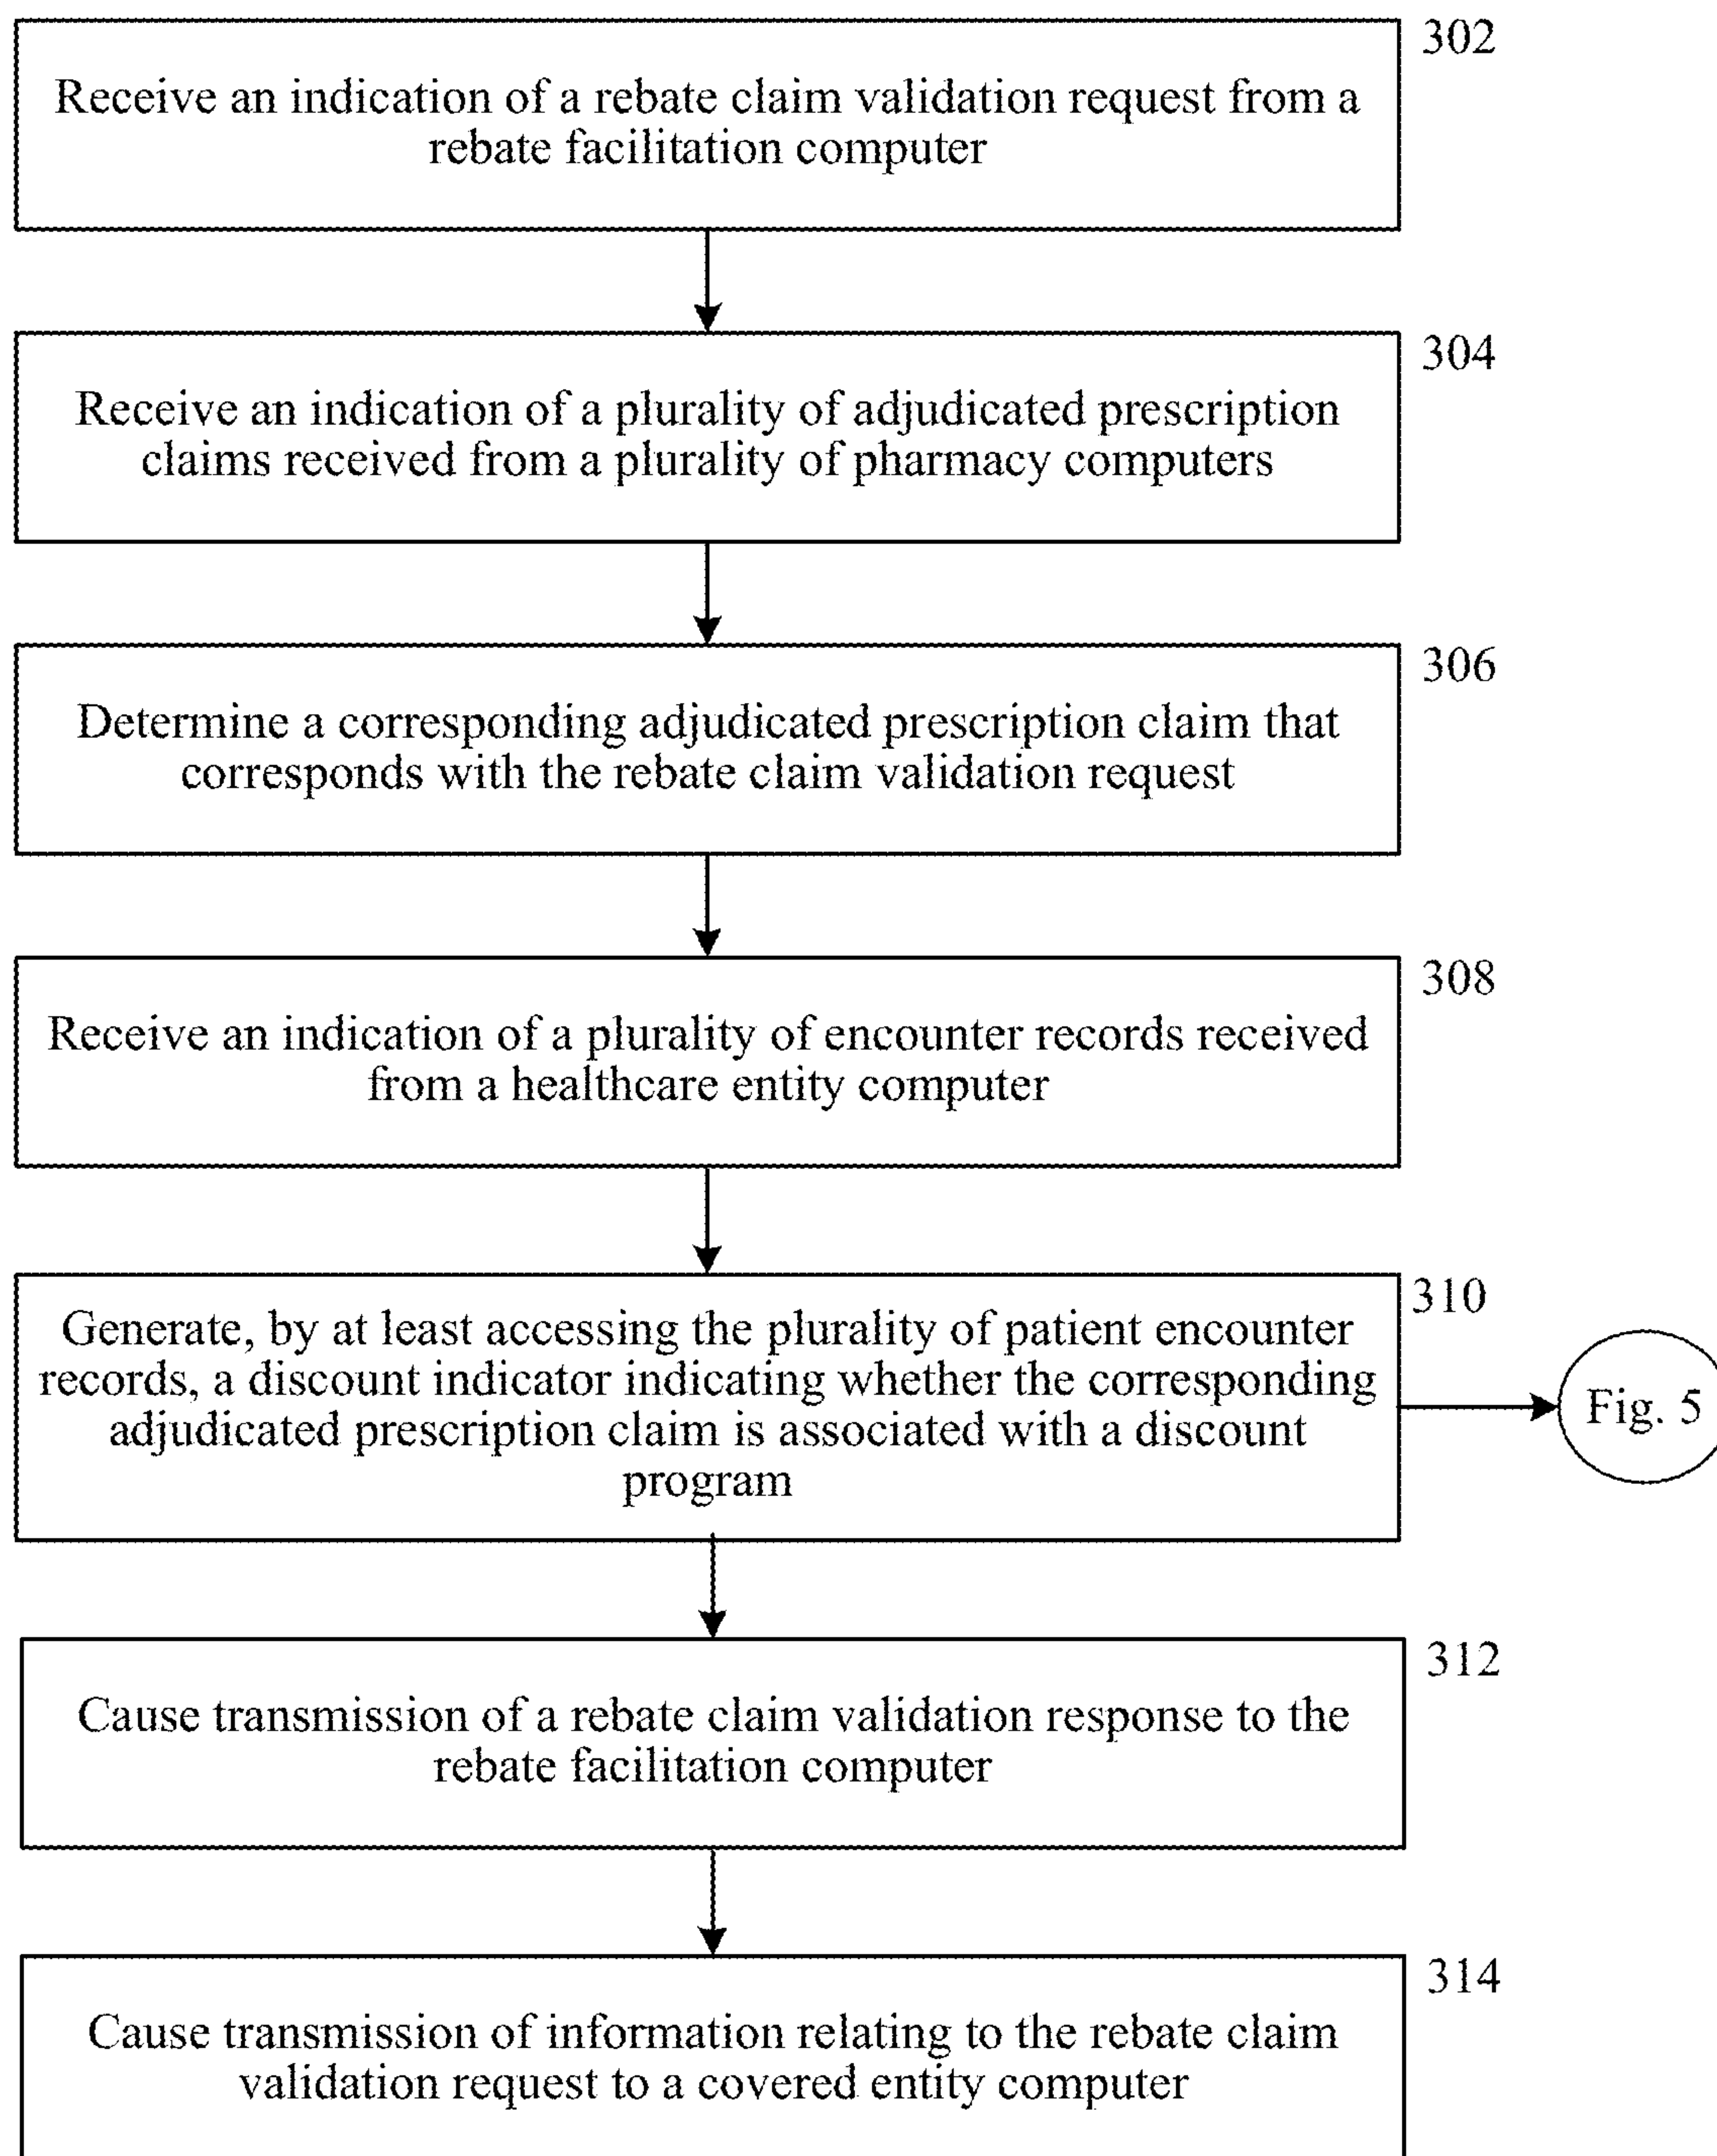 302
Receive an indication of a rebate claim validation request from a
rebate facilitation computer
304
Receive an indication of a plurality of adjudicated prescription
claims received from a plurality of pharmacy computers
306
Determine a corresponding adjudicated prescription claim that
corresponds with the rebate claim validation request
308
Receive an indication of a plurality of encounter records received
from a healthcare entity computer
310
Generate, by at least accessing the plurality of patient encounter
records, a discount indicator indicating whether the corresponding
adjudicated prescription claim is associated with a discount
program
Fig. 5
312
Cause transmission of a rebate claim validation response to the
rebate facilitation computer
314
Cause transmission of information relating to the rebate claim
validation request to a covered entity computer